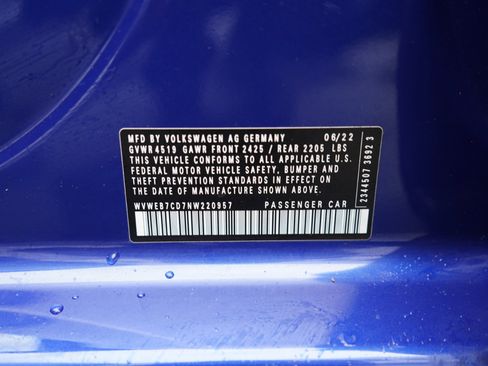 MFD BY VOLKSWAGEN AG GERMANY 06/22
GVWR 4519 GAWR FRONT 2425 / REAR 2205 LBS
THIS VEHICLE CONFORMS TO ALL APPLICABLE U.S.
FEDERAL MOTOR VEHICLE SAFETY, BUMPER AND
THEFT PREVENTION STANDARDS IN EFFECT ON
THE DATE OF MANUFACTURE SHOWN ABOVE.
WVWEB7CD7NW220957 PASSENGER CAR
2344507 3692 3